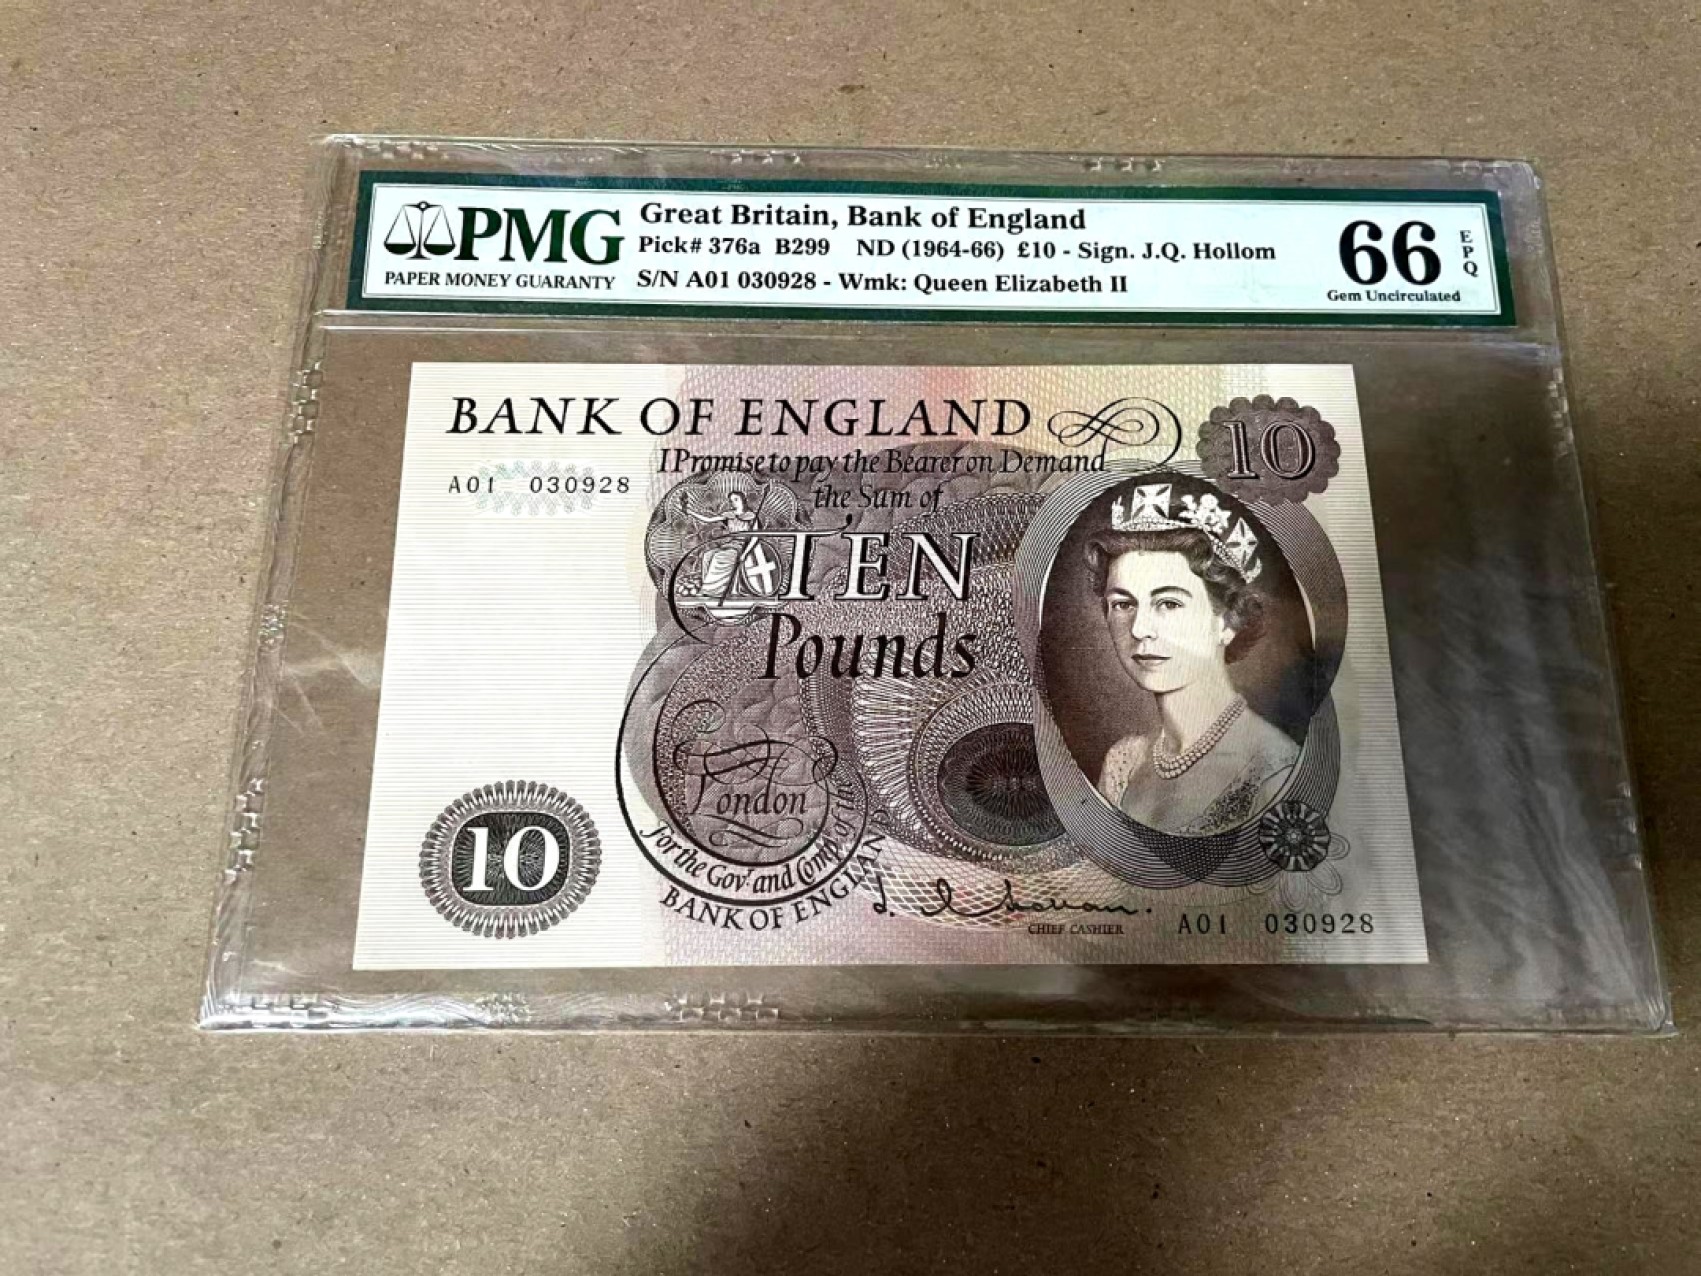 PMG
PAPER MONEY GUARANTY
Great Britain, Bank of England
Pick# 376a B299 ND (1964-66) £10 - Sign. J.Q. Hollom
S/N A01 030928 - Wmk: Queen Elizabeth II
66
EPQ
Gem Uncirculated
BANK OF ENGLAND
10
I Promise to pay the Bearer on Demand
A01 030928
the Sum of
TEN
Pounds
London
10
For the Govr. and Compa. of the
BANK OF ENGLAND
J. Q. Hollom.
CHIEF CASHIER
A01 030928